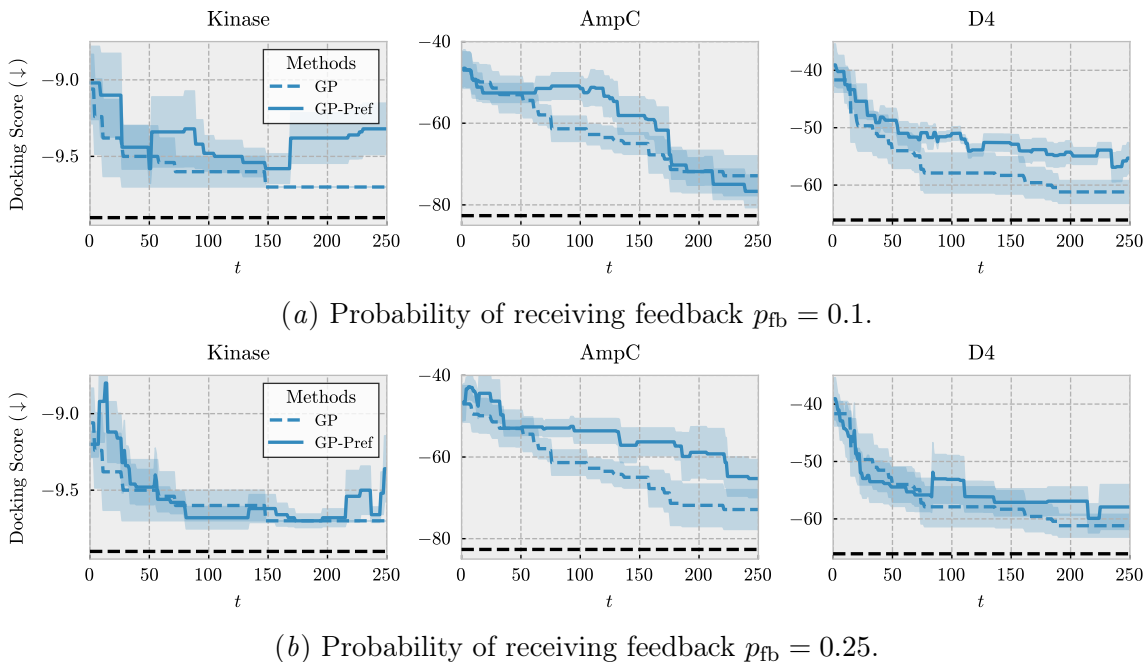 Kinase AmpC D4
Docking Score (↓)
−9.0
−9.5
Methods
GP
GP-Pref
0 50 100 150 200 250
t
−40
−60
−80
0 50 100 150 200 250
t
−40
−50
−60
0 50 100 150 200 250
t
(a) Probability of receiving feedback p_fb = 0.1.
Kinase AmpC D4
Docking Score (↓)
−9.0
−9.5
Methods
GP
GP-Pref
0 50 100 150 200 250
t
−40
−60
−80
0 50 100 150 200 250
t
−40
−50
−60
0 50 100 150 200 250
t
(b) Probability of receiving feedback p_fb = 0.25.